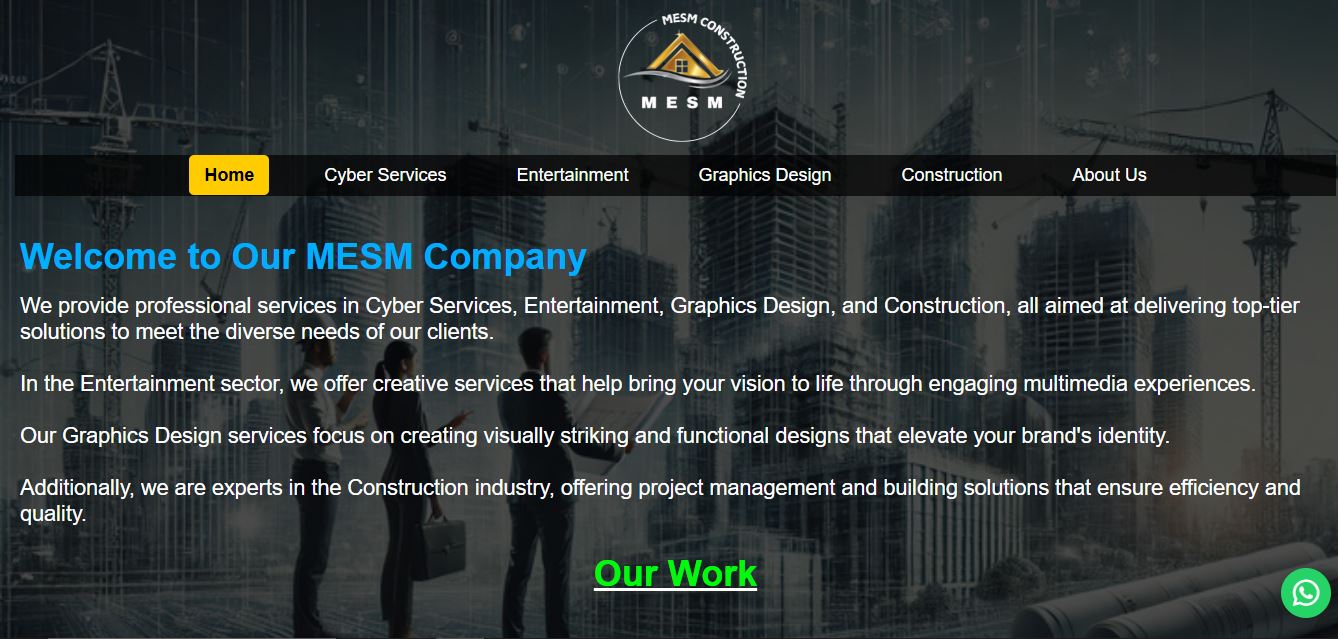 MESM CONSTRUCTION
MESM
Home Cyber Services Entertainment Graphics Design Construction About Us
Welcome to Our MESM Company
We provide professional services in Cyber Services, Entertainment, Graphics Design, and Construction, all aimed at delivering top-tier
solutions to meet the diverse needs of our clients.
In the Entertainment sector, we offer creative services that help bring your vision to life through engaging multimedia experiences.
Our Graphics Design services focus on creating visually striking and functional designs that elevate your brand's identity.
Additionally, we are experts in the Construction industry, offering project management and building solutions that ensure efficiency and
quality.
Our Work